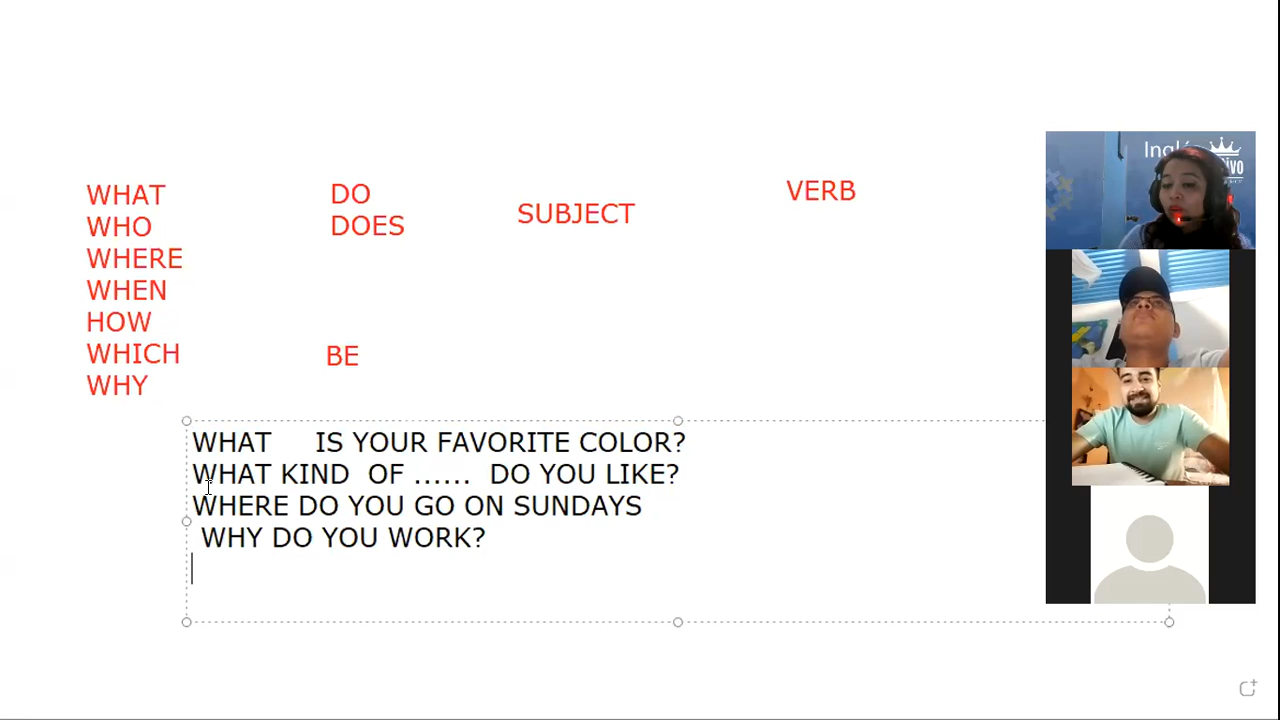 WHAT
WHO
WHERE
WHEN
HOW
WHICH
WHY
DO
DOES
BE
SUBJECT
VERB
WHAT IS YOUR FAVORITE COLOR?
WHAT KIND OF ...... DO YOU LIKE?
WHERE DO YOU GO ON SUNDAYS
WHY DO YOU WORK?